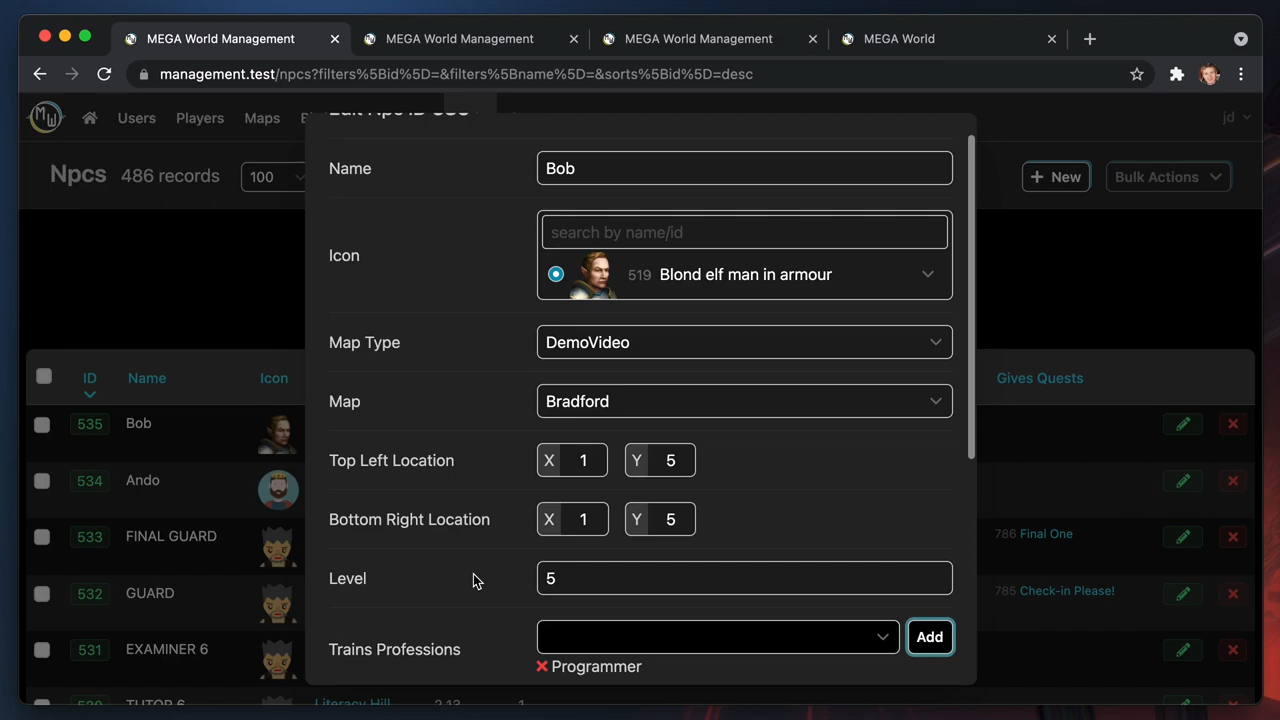 MEGA World Management
MEGA World Management
MEGA World Management
MEGA World
management.test/npcs?filters%5Bid%5D=&filters%5Bname%5D=&sorts%5Bid%5D=desc
MW
Users
Players
Maps
jd
Npcs 486 records
100
New
Bulk Actions
Name
Bob
Icon
search by name/id
519 Blond elf man in armour
Map Type
DemoVideo
Map
Bradford
Top Left Location
X 1
Y 5
Bottom Right Location
X 1
Y 5
Level
5
Trains Professions
Add
Programmer
ID
Name
Icon
Gives Quests
535 Bob
534 Ando
533 FINAL GUARD
786 Final One
532 GUARD
785 Check-in Please!
531 EXAMINER 6